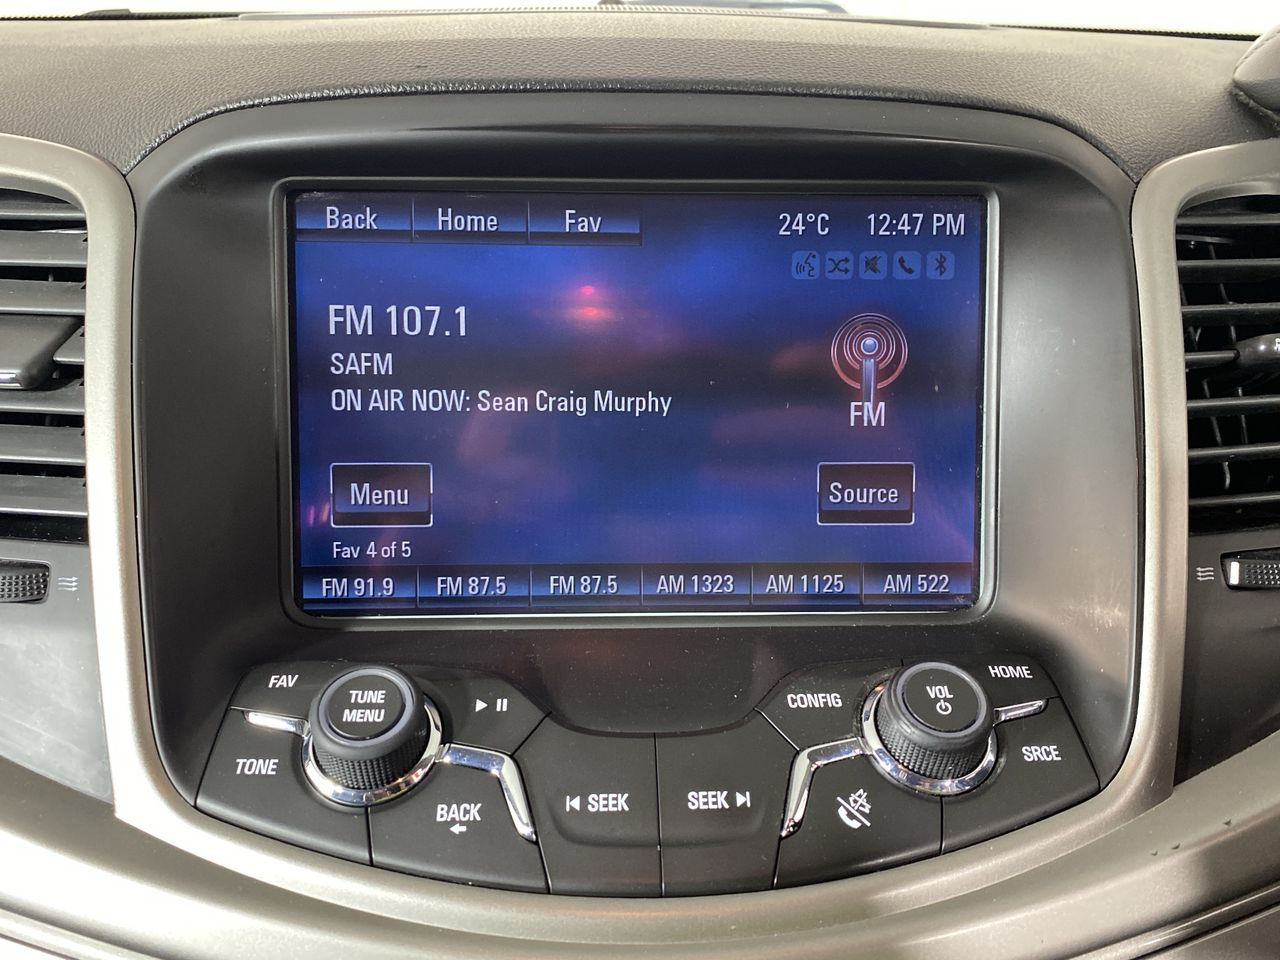 Back Home Fav 24°C 12:47 PM
FM 107.1
SAFM
ON AIR NOW: Sean Craig Murphy
FM
Menu Source
Fav 4 of 5
FM 91.9 FM 87.5 FM 87.5 AM 1323 AM 1125 AM 522
FAV TUNE MENU CONFIG VOL HOME
TONE BACK SEEK SEEK SRCE